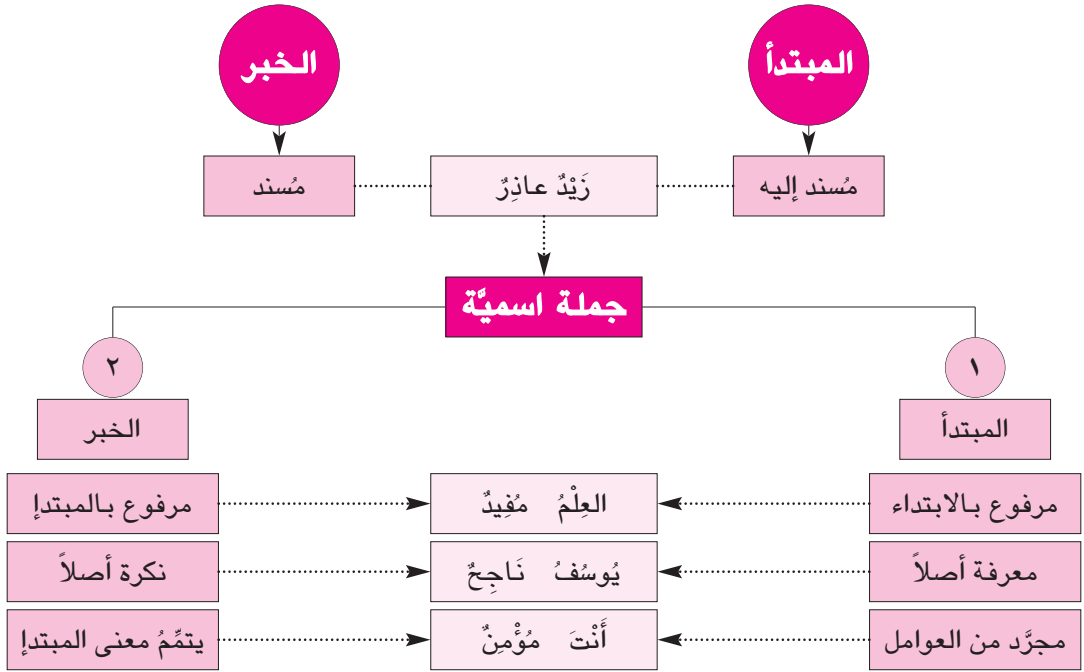 المبتدأ
الخبر
مُسند إليه
زَيْدٌ عاذِرٌ
مُسند
جملة اسميَّة
١
٢
المبتدأ
الخبر
مرفوع بالابتداء
العِلْمُ مُفِيدٌ
مرفوع بالمبتدإ
معرفة أصلاً
يُوسُفُ نَاجِحٌ
نكرة أصلاً
مجرَّد من العوامل
أَنْتَ مُؤْمِنٌ
يتمِّمُ معنى المبتدإ